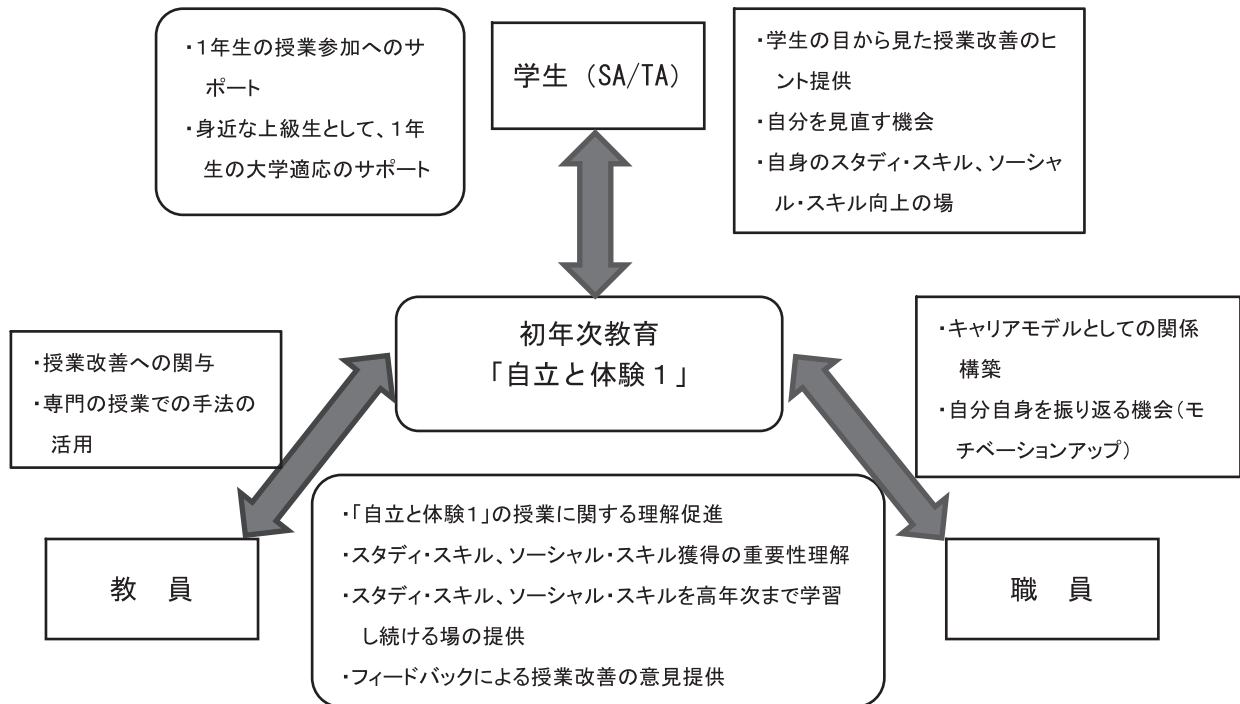 ・1年生の授業参加へのサ
ポート
・身近な上級生として、1年
生の大学適応のサポート
学生（SA/TA）
・学生の目から見た授業改善のヒ
ント提供
・自分を見直す機会
・自身のスタディ・スキル、ソーシャ
ル・スキル向上の場
初年次教育
「自立と体験１」
・授業改善への関与
・専門の授業での手法の
活用
・キャリアモデルとしての関係
構築
・自分自身を振り返る機会（モ
チベーションアップ）
教　員
・「自立と体験1」の授業に関する理解促進
・スタディ・スキル、ソーシャル・スキル獲得の重要性理解
・スタディ・スキル、ソーシャル・スキルを高年次まで学習
し続ける場の提供
・フィードバックによる授業改善の意見提供
職　員